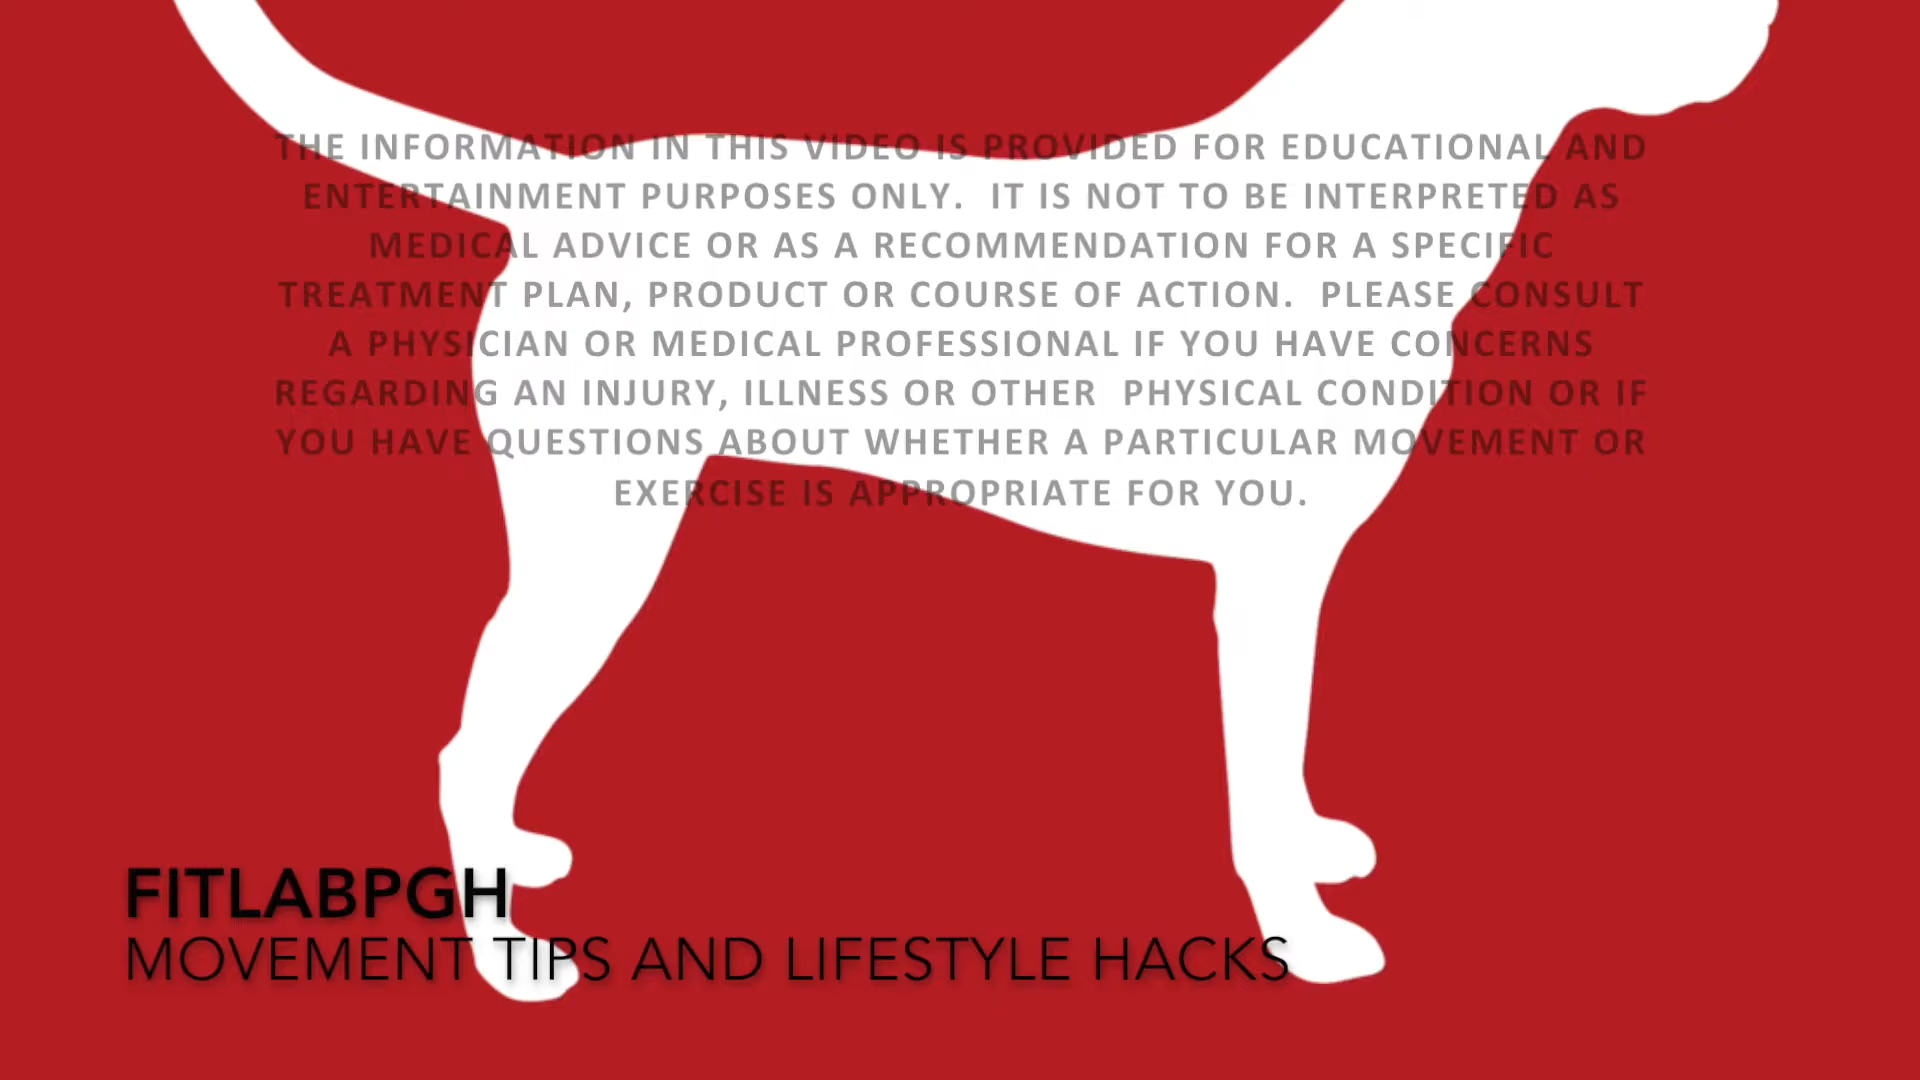 THE INFORMATION IN THIS VIDEO IS PROVIDED FOR EDUCATIONAL AND
ENTERTAINMENT PURPOSES ONLY.  IT IS NOT TO BE INTERPRETED AS
MEDICAL ADVICE OR AS A RECOMMENDATION FOR A SPECIFIC
TREATMENT PLAN, PRODUCT OR COURSE OF ACTION.  PLEASE CONSULT
A PHYSICIAN OR MEDICAL PROFESSIONAL IF YOU HAVE CONCERNS
REGARDING AN INJURY, ILLNESS OR OTHER  PHYSICAL CONDITION OR IF
YOU HAVE QUESTIONS ABOUT WHETHER A PARTICULAR MOVEMENT OR
EXERCISE IS APPROPRIATE FOR YOU.
FITLABPGH
MOVEMENT TIPS AND LIFESTYLE HACKS